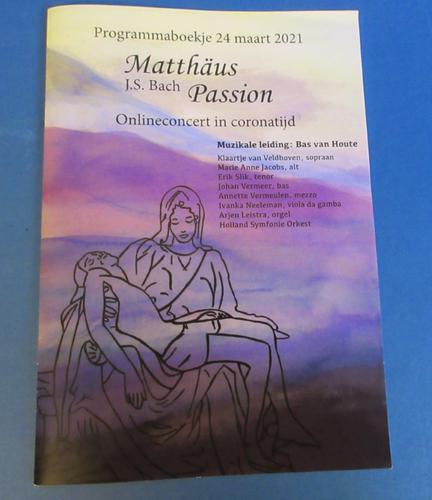 Programmaboekje 24 maart 2021
Matthäus
J.S. Bach Passion
Onlineconcert in coronatijd
Muzikale leiding: Bas van Houte
Klaartje van Veldhoven, sopraan
Marie Anne Jacobs, alt
Erik Slik, tenor
Johan Vermeer, bas
Annette Vermeulen, mezzo
Ivanka Neeleman, viola da gamba
Arjen Leistra, orgel
Holland Symfonie Orkest